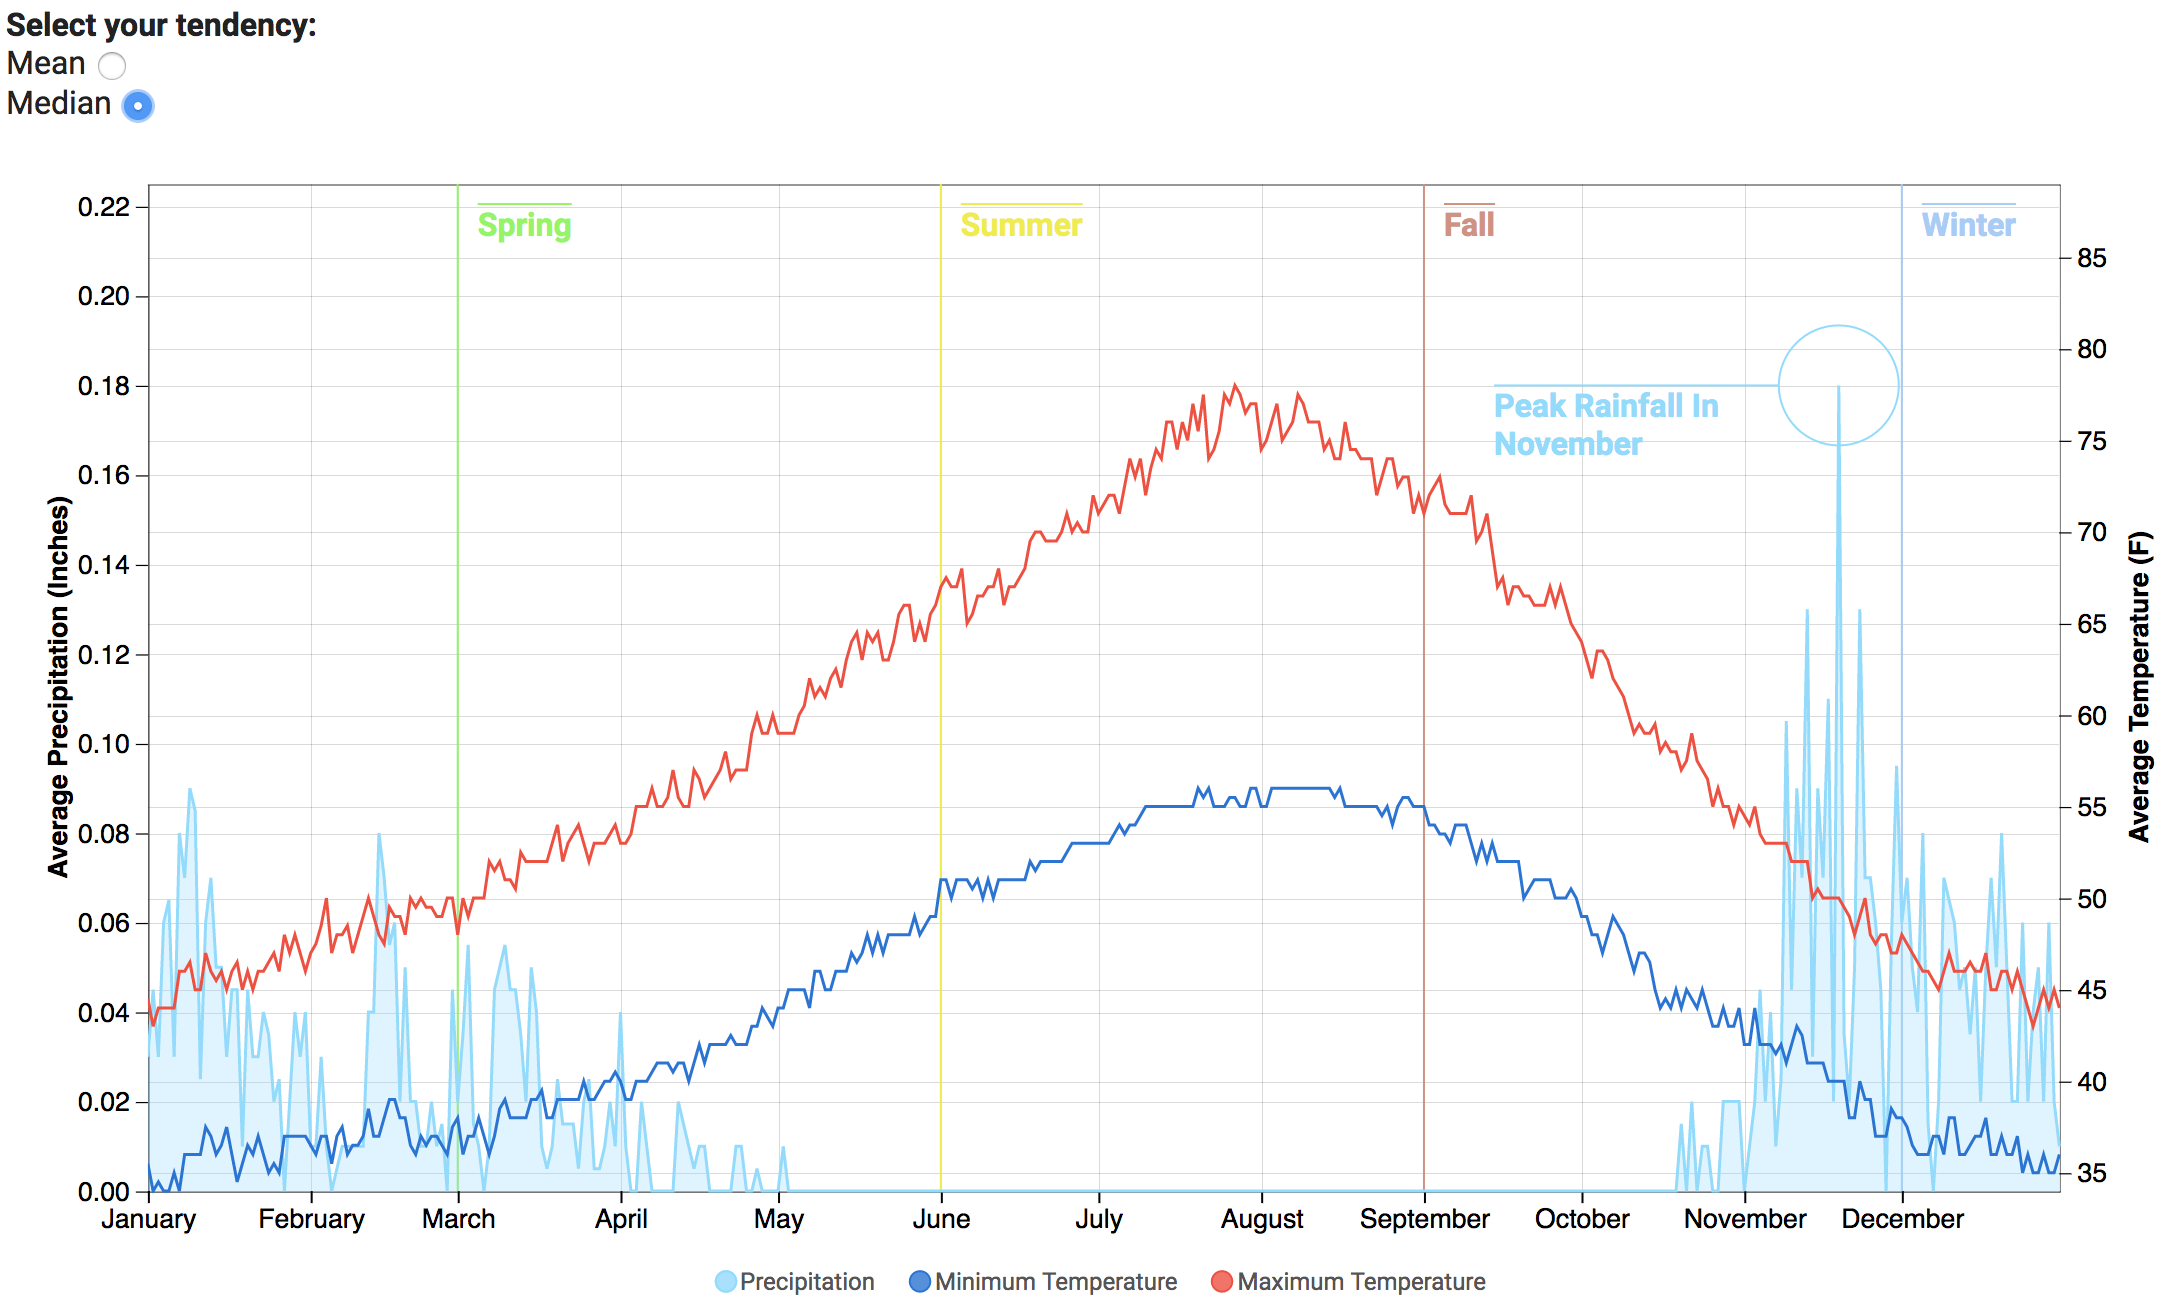 Select your tendency:
Mean
Median
0.22
0.20
0.18
0.16
0.14
0.12
0.10
0.08
0.06
0.04
0.02
0.00
Average Precipitation (Inches)
Spring
Summer
Fall
Winter
Peak Rainfall In
November
85
80
75
70
65
60
55
50
45
40
35
Average Temperature (F)
January February March April May June July August September October November December
Precipitation Minimum Temperature Maximum Temperature